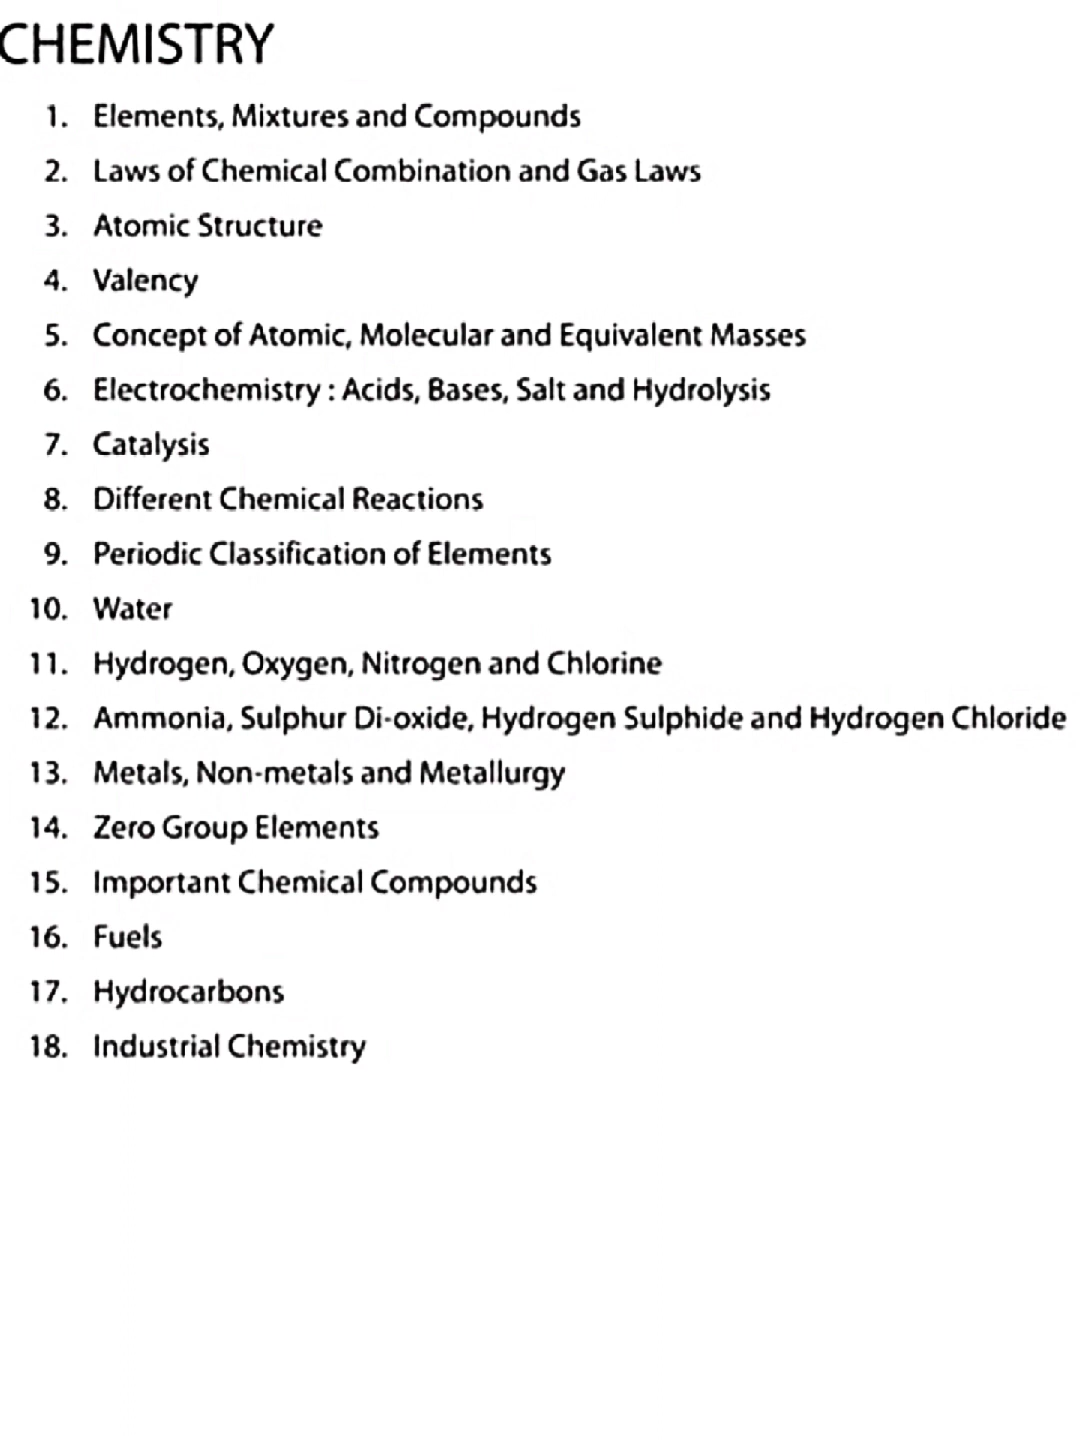 CHEMISTRY
1. Elements, Mixtures and Compounds
2. Laws of Chemical Combination and Gas Laws
3. Atomic Structure
4. Valency
5. Concept of Atomic, Molecular and Equivalent Masses
6. Electrochemistry : Acids, Bases, Salt and Hydrolysis
7. Catalysis
8. Different Chemical Reactions
9. Periodic Classification of Elements
10. Water
11. Hydrogen, Oxygen, Nitrogen and Chlorine
12. Ammonia, Sulphur Di-oxide, Hydrogen Sulphide and Hydrogen Chloride
13. Metals, Non-metals and Metallurgy
14. Zero Group Elements
15. Important Chemical Compounds
16. Fuels
17. Hydrocarbons
18. Industrial Chemistry